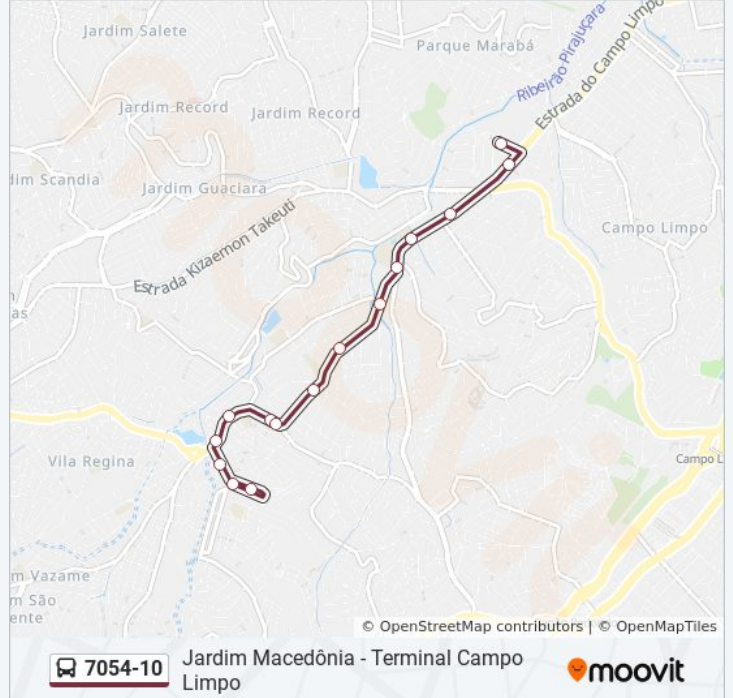 Jardim Salete
Parque Marabá
Ribeirão Pirajuçara
Estrada do Campo Limpo
Jardim Record
Jardim Record
dim Scandia
Jardim Guaciara
Estrada Kizaemon Takeuti
Campo Limpo
as
Vila Regina
Campo L
m Vazame
m São
ente
© OpenStreetMap contributors | © OpenMapTiles
7054-10
Jardim Macedônia - Terminal Campo
Limpo
moovit